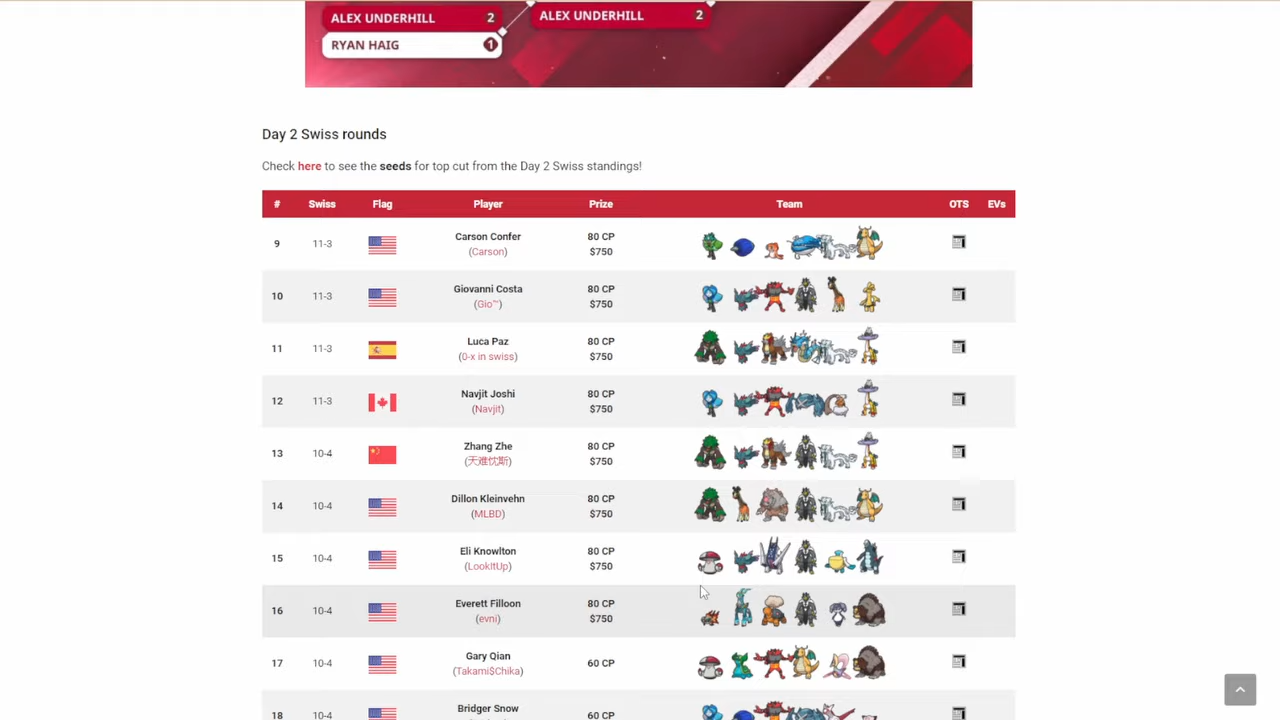 ALEX UNDERHILL 2
ALEX UNDERHILL 2
RYAN HAIG 1
Day 2 Swiss rounds
Check here to see the seeds for top cut from the Day 2 Swiss standings!
# Swiss Flag Player Prize Team OTS EVs
9 11-3 Carson Confer 80 CP
(Carson) $750
10 11-3 Giovanni Costa 80 CP
(Gio™) $750
11 11-3 Luca Paz 80 CP
(0-x in swiss) $750
12 11-3 Navjit Joshi 80 CP
(Navjit) $750
13 10-4 Zhang Zhe 80 CP
(天难忱斯) $750
14 10-4 Dillon Kleinvehn 80 CP
(MLBD) $750
15 10-4 Eli Knowlton 80 CP
(LookItUp) $750
16 10-4 Everett Filloon 80 CP
(evni) $750
17 10-4 Gary Qian 60 CP
(Takami$Chika)
18 10-4 Bridger Snow 60 CP